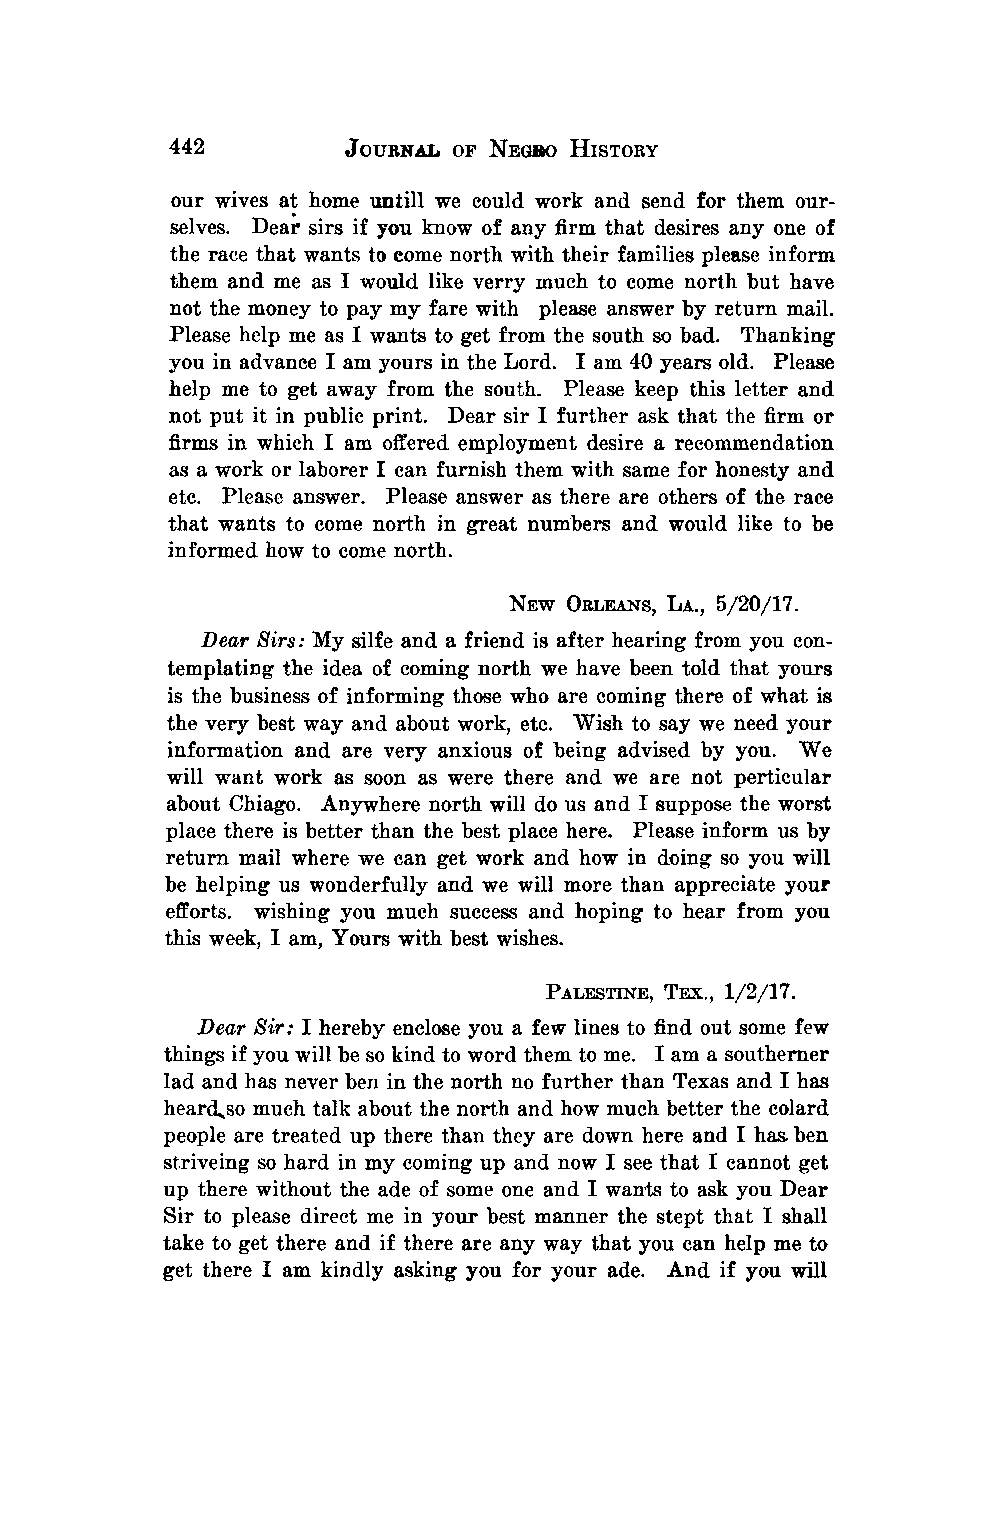 442 JOURNAL OF NEGRO HISTORY
our wives at home untill we could work and send for them our-
selves. Dear sirs if you know of any firm that desires any one of
the race that wants to come north with their families please inform
them and me as I would like verry much to come north but have
not the money to pay my fare with please answer by return mail.
Please help me as I wants to get from the south so bad. Thanking
you in advance I am yours in the Lord. I am 40 years old. Please
help me to get away from the south. Please keep this letter and
not put it in public print. Dear sir I further ask that the firm or
firms in which I am offered employment desire a recommendation
as a work or laborer I can furnish them with same for honesty and
etc. Please answer. Please answer as there are others of the race
that wants to come north in great numbers and would like to be
informed how to come north.
NEW ORLEANS, LA., 5/20/17.
Dear Sirs: My silfe and a friend is after hearing from you con-
templating the idea of coming north we have been told that yours
is the business of informing those who are coming there of what is
the very best way and about work, etc. Wish to say we need your
information and are very anxious of being advised by you. We
will want work as soon as were there and we are not perticular
about Chiago. Anywhere north will do us and I suppose the worst
place there is better than the best place here. Please inform us by
return mail where we can get work and how in doing so you will
be helping us wonderfully and we will more than appreciate your
efforts. wishing you much success and hoping to hear from you
this week, I am, Yours with best wishes.
PALESTINE, TEX., 1/2/17.
Dear Sir: I hereby enclose you a few lines to find out some few
things if you will be so kind to word them to me. I am a southerner
lad and has never ben in the north no further than Texas and I has
heard so much talk about the north and how much better the colard
people are treated up there than they are down here and I has ben
striveing so hard in my coming up and now I see that I cannot get
up there without the ade of some one and I wants to ask you Dear
Sir to please direct me in your best manner the stept that I shall
take to get there and if there are any way that you can help me to
get there I am kindly asking you for your ade. And if you will